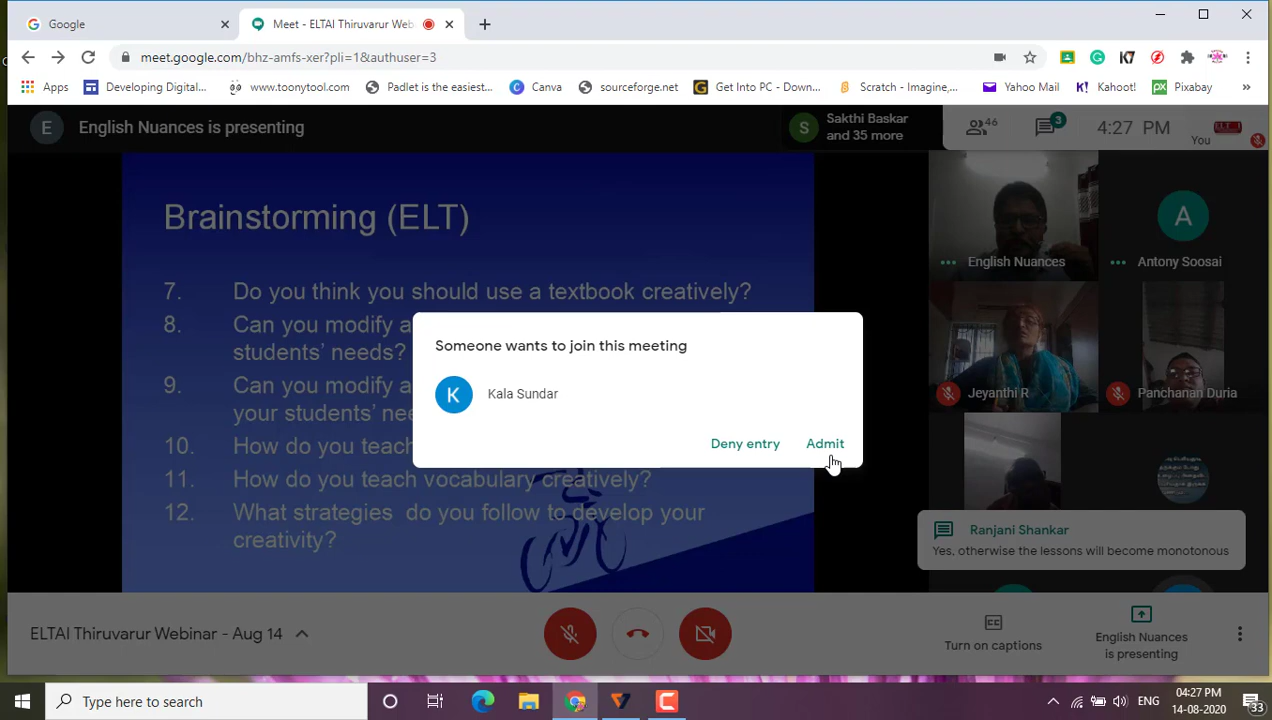 Google
Meet - ELTAI Thiruvarur Web
meet.google.com/bhz-amfs-xer?pli=1&authuser=3
Apps
Developing Digital...
www.tonytool.com
Padlet is the easiest...
Canva
sourceforge.net
Get Into PC - Down...
Scratch - Imagine,...
Yahoo Mail
Kahoot!
Pixabay
E
English Nuances is presenting
S
Sakthi Baskar
and 35 more
46
3
4:27 PM
You
Brainstorming (ELT)
7. Do you think you should use a textbook creatively?
8. Can you modify a
students' needs?
9. Can you modify a
your students' nee
10. How do you teach
11. How do you teach vocabulary creatively?
12. What strategies do you follow to develop your
creativity?
Someone wants to join this meeting
K
Kala Sundar
Deny entry
Admit
English Nuances
A
Antony Soosai
Jeyanthi R
Panchanan Duria
Ranjani Shankar
Yes, otherwise the lessons will become monotonous
ELTAI Thiruvarur Webinar - Aug 14
CC
Turn on captions
English Nuances
is presenting
Type here to search
ENG
04:27 PM
14-08-2020
33